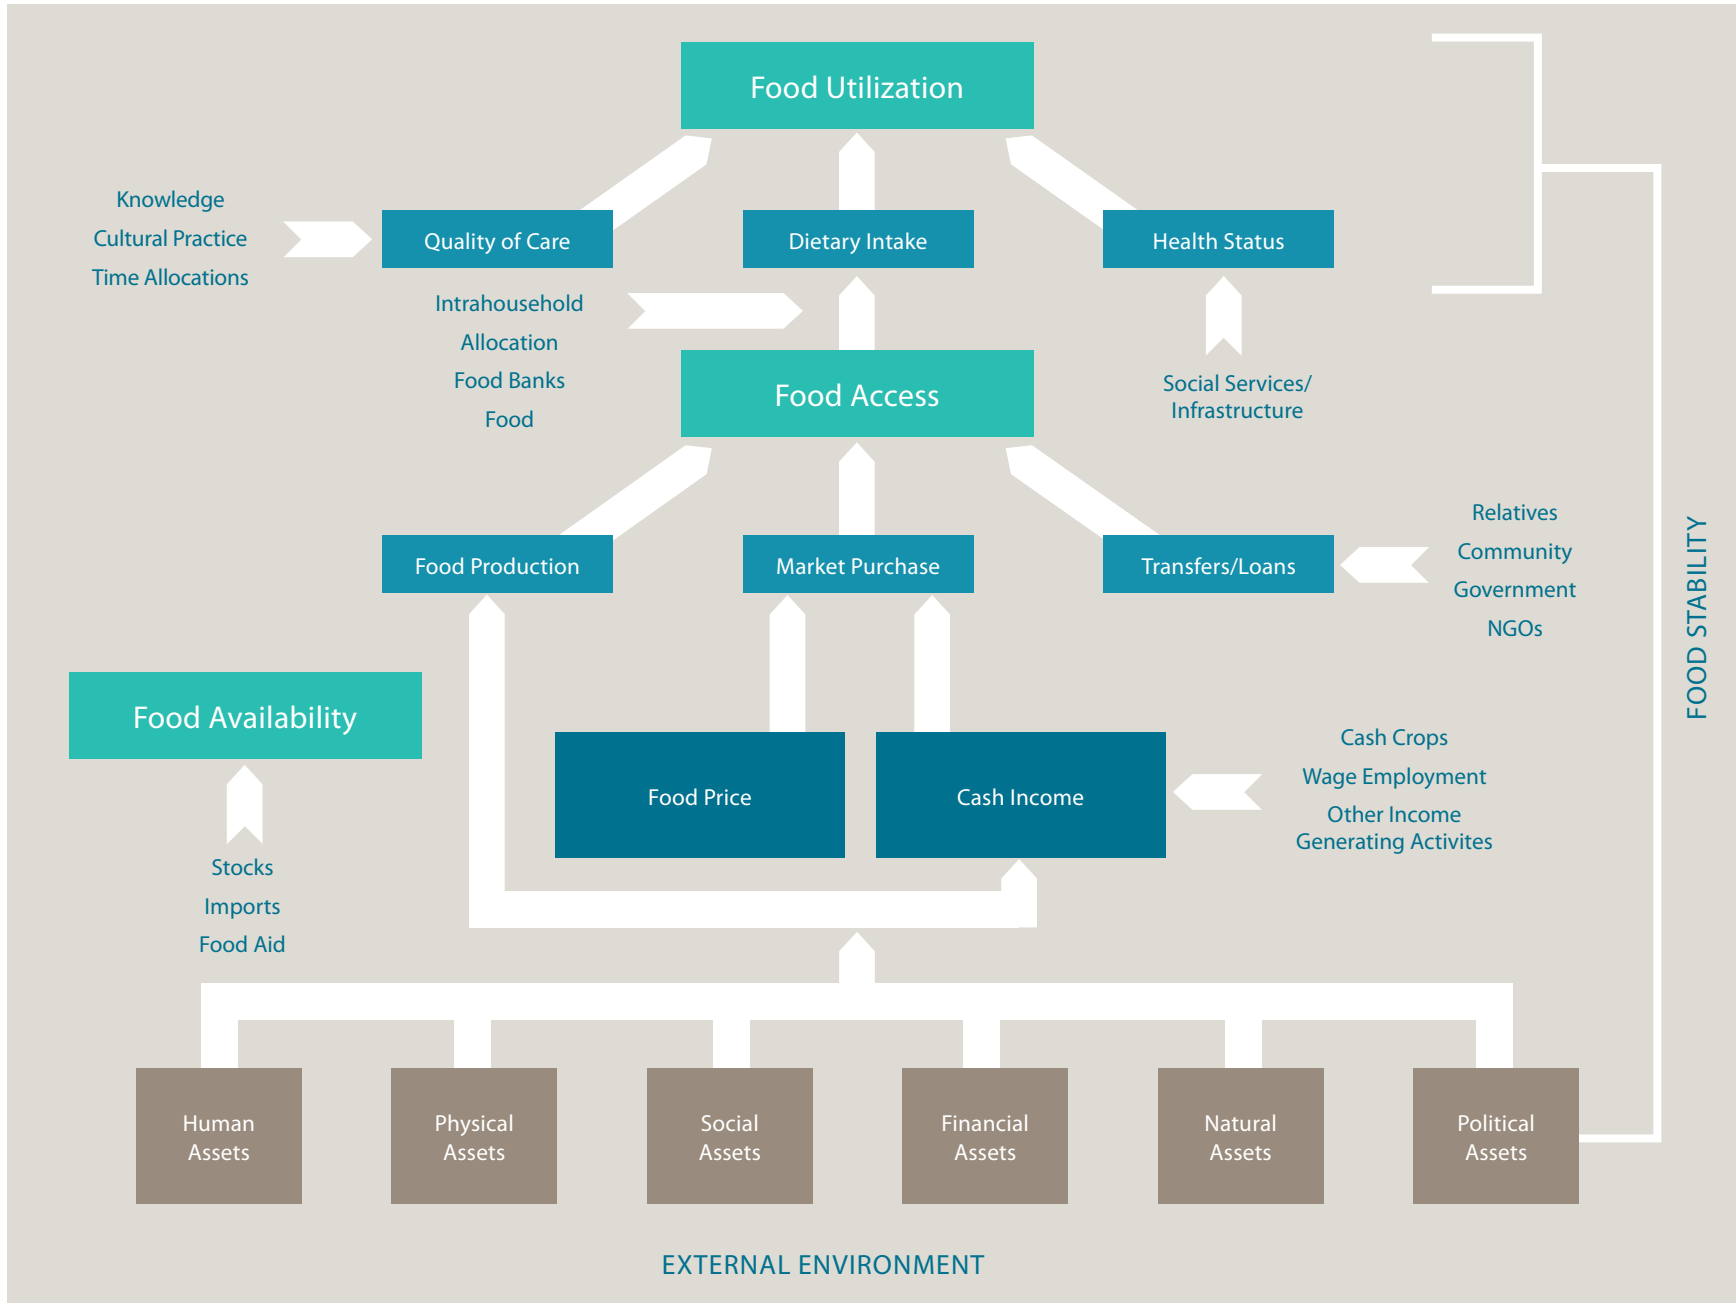 Food Utilization
Knowledge
Cultural Practice
Time Allocations
Quality of Care
Dietary Intake
Health Status
Intrahousehold
Allocation
Food Banks
Food
Food Access
Social Services/
Infrastructure
Food Production
Market Purchase
Transfers/Loans
Relatives
Community
Government
NGOs
FOOD STABILITY
Food Availability
Food Price
Cash Income
Cash Crops
Wage Employment
Other Income
Generating Activites
Stocks
Imports
Food Aid
Human
Assets
Physical
Assets
Social
Assets
Financial
Assets
Natural
Assets
Political
Assets
EXTERNAL ENVIRONMENT